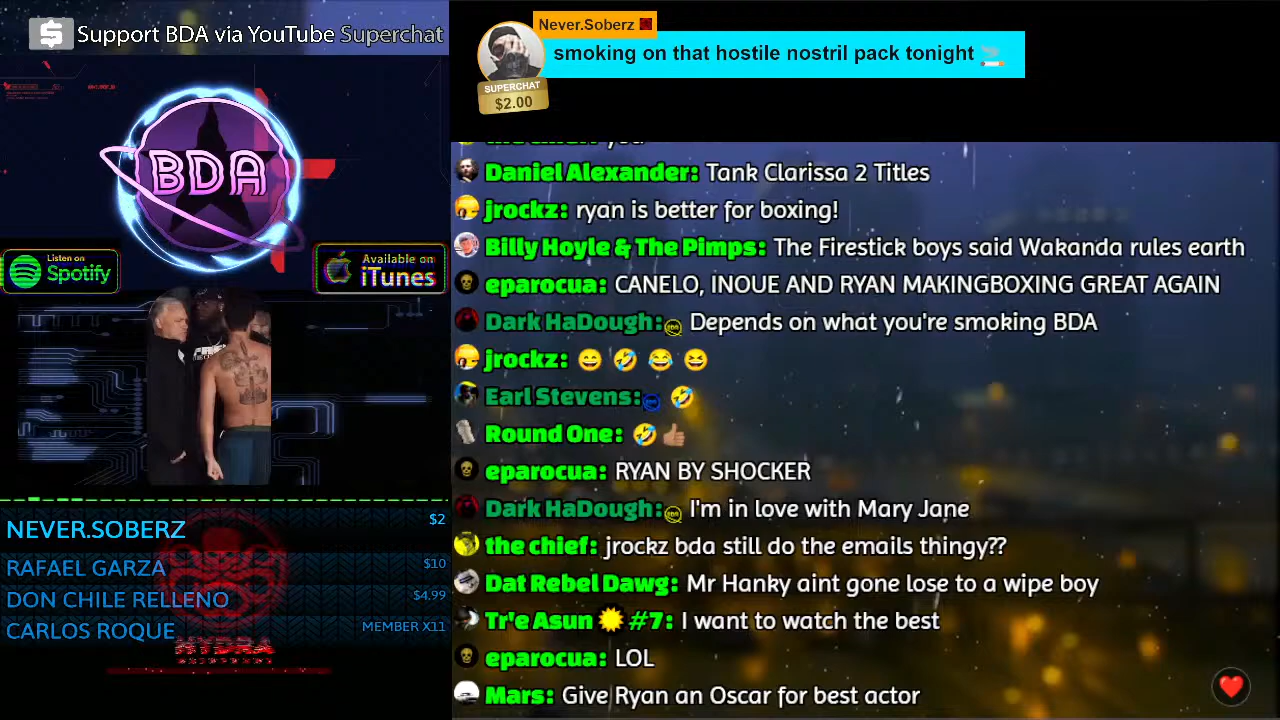 Support BDA via YouTube Superchat
BDA
Listen on
Spotify
Available on
iTunes
NEVER.SOBERZ $2
RAFAEL GARZA $10
DON CHILE RELLENO $4.99
CARLOS ROQUE MEMBER X11
HYDRA
Never.Soberz
smoking on that hostile nostril pack tonight 🚬
SUPERCHAT
$2.00
Daniel Alexander: Tank Clarissa 2 Titles
jrockz: ryan is better for boxing!
Billy Hoyle & The Pimps: The Firestick boys said Wakanda rules earth
eparocua: CANELO, INOUE AND RYAN MAKINGBOXING GREAT AGAIN
Dark HaDough: Depends on what you're smoking BDA
jrockz: 😄 🤣 😂 😆
Earl Stevens: 🤣
Round One: 🤣👍🏽
eparocua: RYAN BY SHOCKER
Dark HaDough: I'm in love with Mary Jane
the chief: jrockz bda still do the emails thingy??
Dat Rebel Dawg: Mr Hanky aint gone lose to a wipe boy
Tr'e Asun #7: I want to watch the best
eparocua: LOL
Mars: Give Ryan an Oscar for best actor